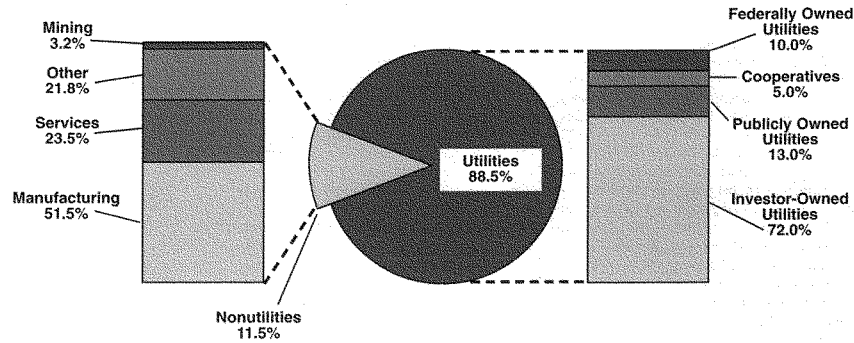 Mining
3.2%
Other
21.8%
Services
23.5%
Manufacturing
51.5%
Nonutilities
11.5%
Utilities
88.5%
Federally Owned
Utilities
10.0%
Cooperatives
5.0%
Publicly Owned
Utilities
13.0%
Investor-Owned
Utilities
72.0%